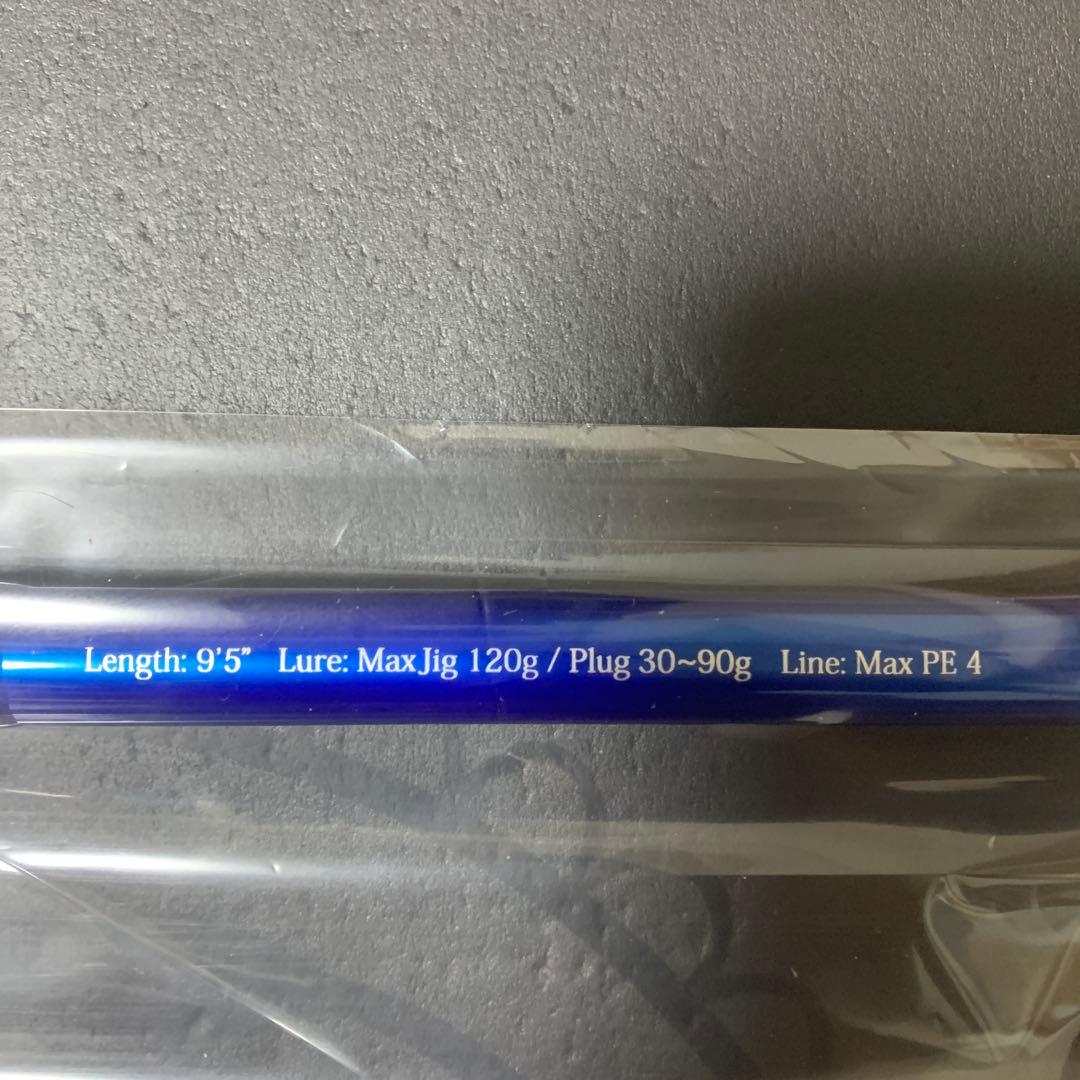 Length: 9’5” Lure: Max Jig 120g / Plug 30~90g Line: Max PE 4